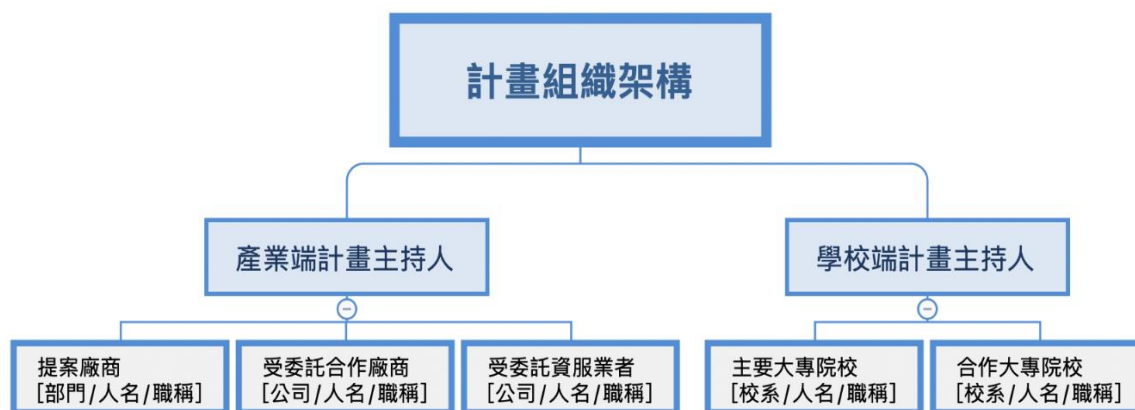 計畫組織架構
產業端計畫主持人
學校端計畫主持人
提案廠商
[部門/人名/職稱]
受委託合作廠商
[公司/人名/職稱]
受委託資服業者
[公司/人名/職稱]
主要大專院校
[校系/人名/職稱]
合作大專院校
[校系/人名/職稱]